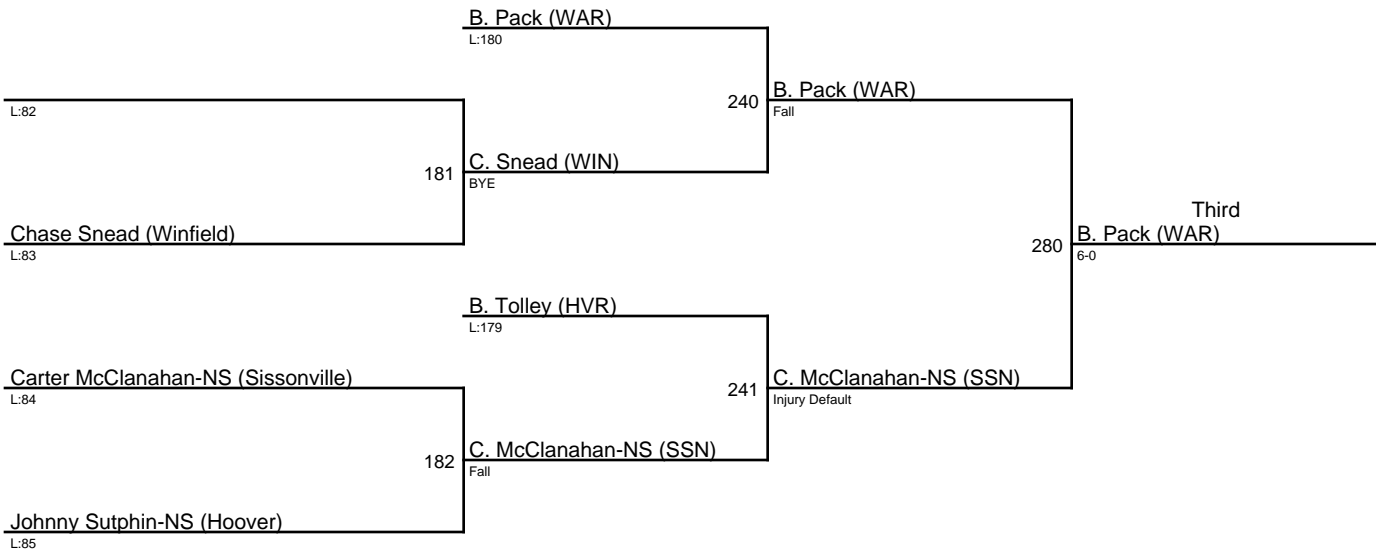 B. Pack (WAR)
L:180
240
B. Pack (WAR)
Fall
L:82
181
C. Snead (WIN)
BYE
Chase Snead (Winfield)
L:83
Third
280
B. Pack (WAR)
6-0
B. Tolley (HVR)
L:179
Carter McClanahan-NS (Sissonville)
L:84
241
C. McClanahan-NS (SSN)
Injury Default
182
C. McClanahan-NS (SSN)
Fall
Johnny Sutphin-NS (Hoover)
L:85